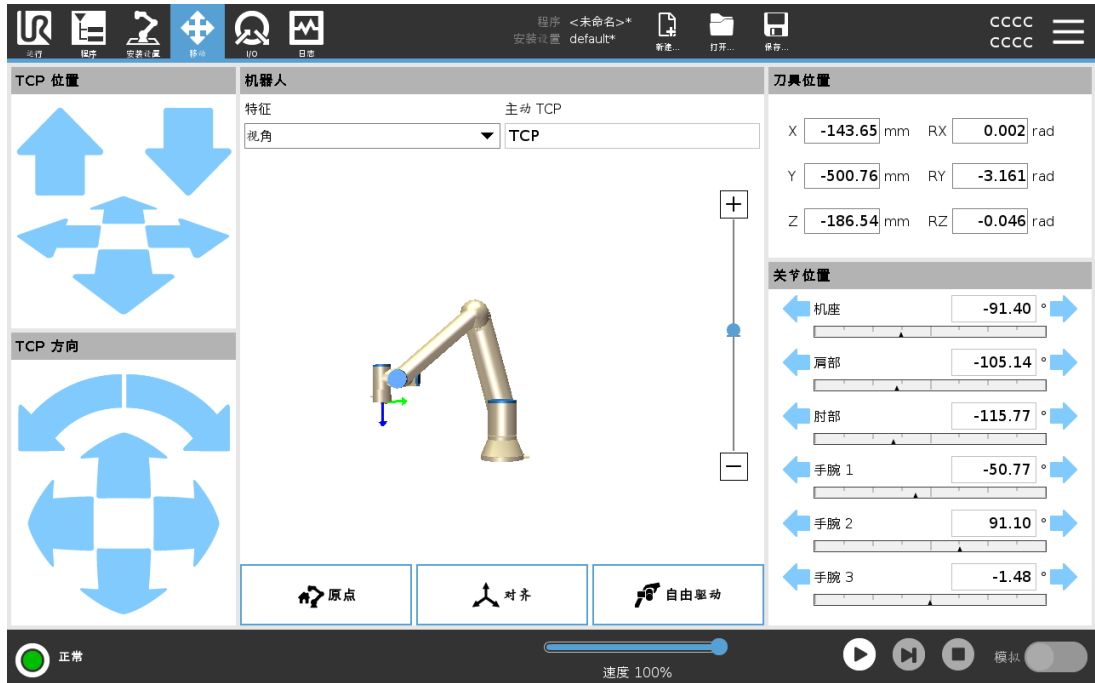 UR
运行
程序
安装设置
移动
I/O
日志
程序 <未命名>*
安装设置 default*
新建...
打开...
保存...
CCCC
CCCC
TCP 位置
TCP 方向
机器人
特征
主动 TCP
视角
TCP
+
−
原点
对齐
自由驱动
刀具位置
X -143.65 mm RX 0.002 rad
Y -500.76 mm RY -3.161 rad
Z -186.54 mm RZ -0.046 rad
关节位置
机座 -91.40 °
肩部 -105.14 °
肘部 -115.77 °
手腕 1 -50.77 °
手腕 2 91.10 °
手腕 3 -1.48 °
正常
速度 100%
模拟